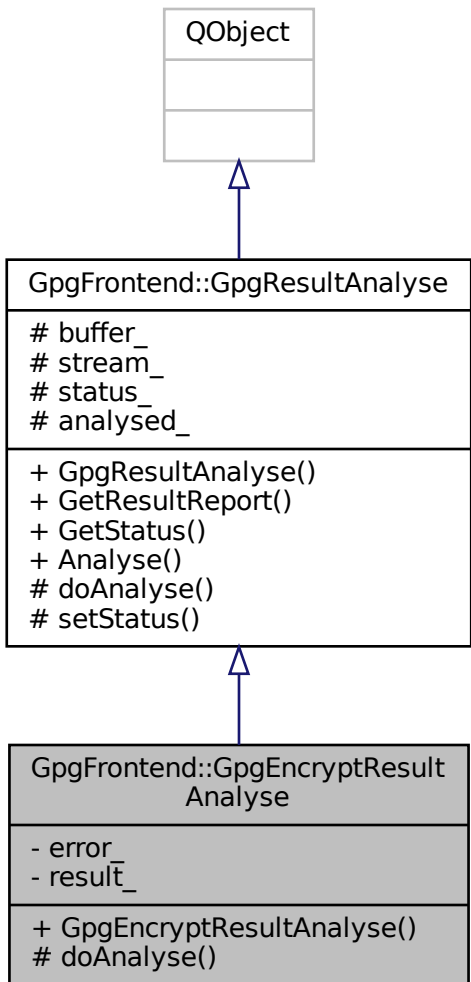 QObject
GpgFrontend::GpgResultAnalyse
# buffer_
# stream_
# status_
# analysed_
+ GpgResultAnalyse()
+ GetResultReport()
+ GetStatus()
+ Analyse()
# doAnalyse()
# setStatus()
GpgFrontend::GpgEncryptResult
Analyse
- error_
- result_
+ GpgEncryptResultAnalyse()
# doAnalyse()